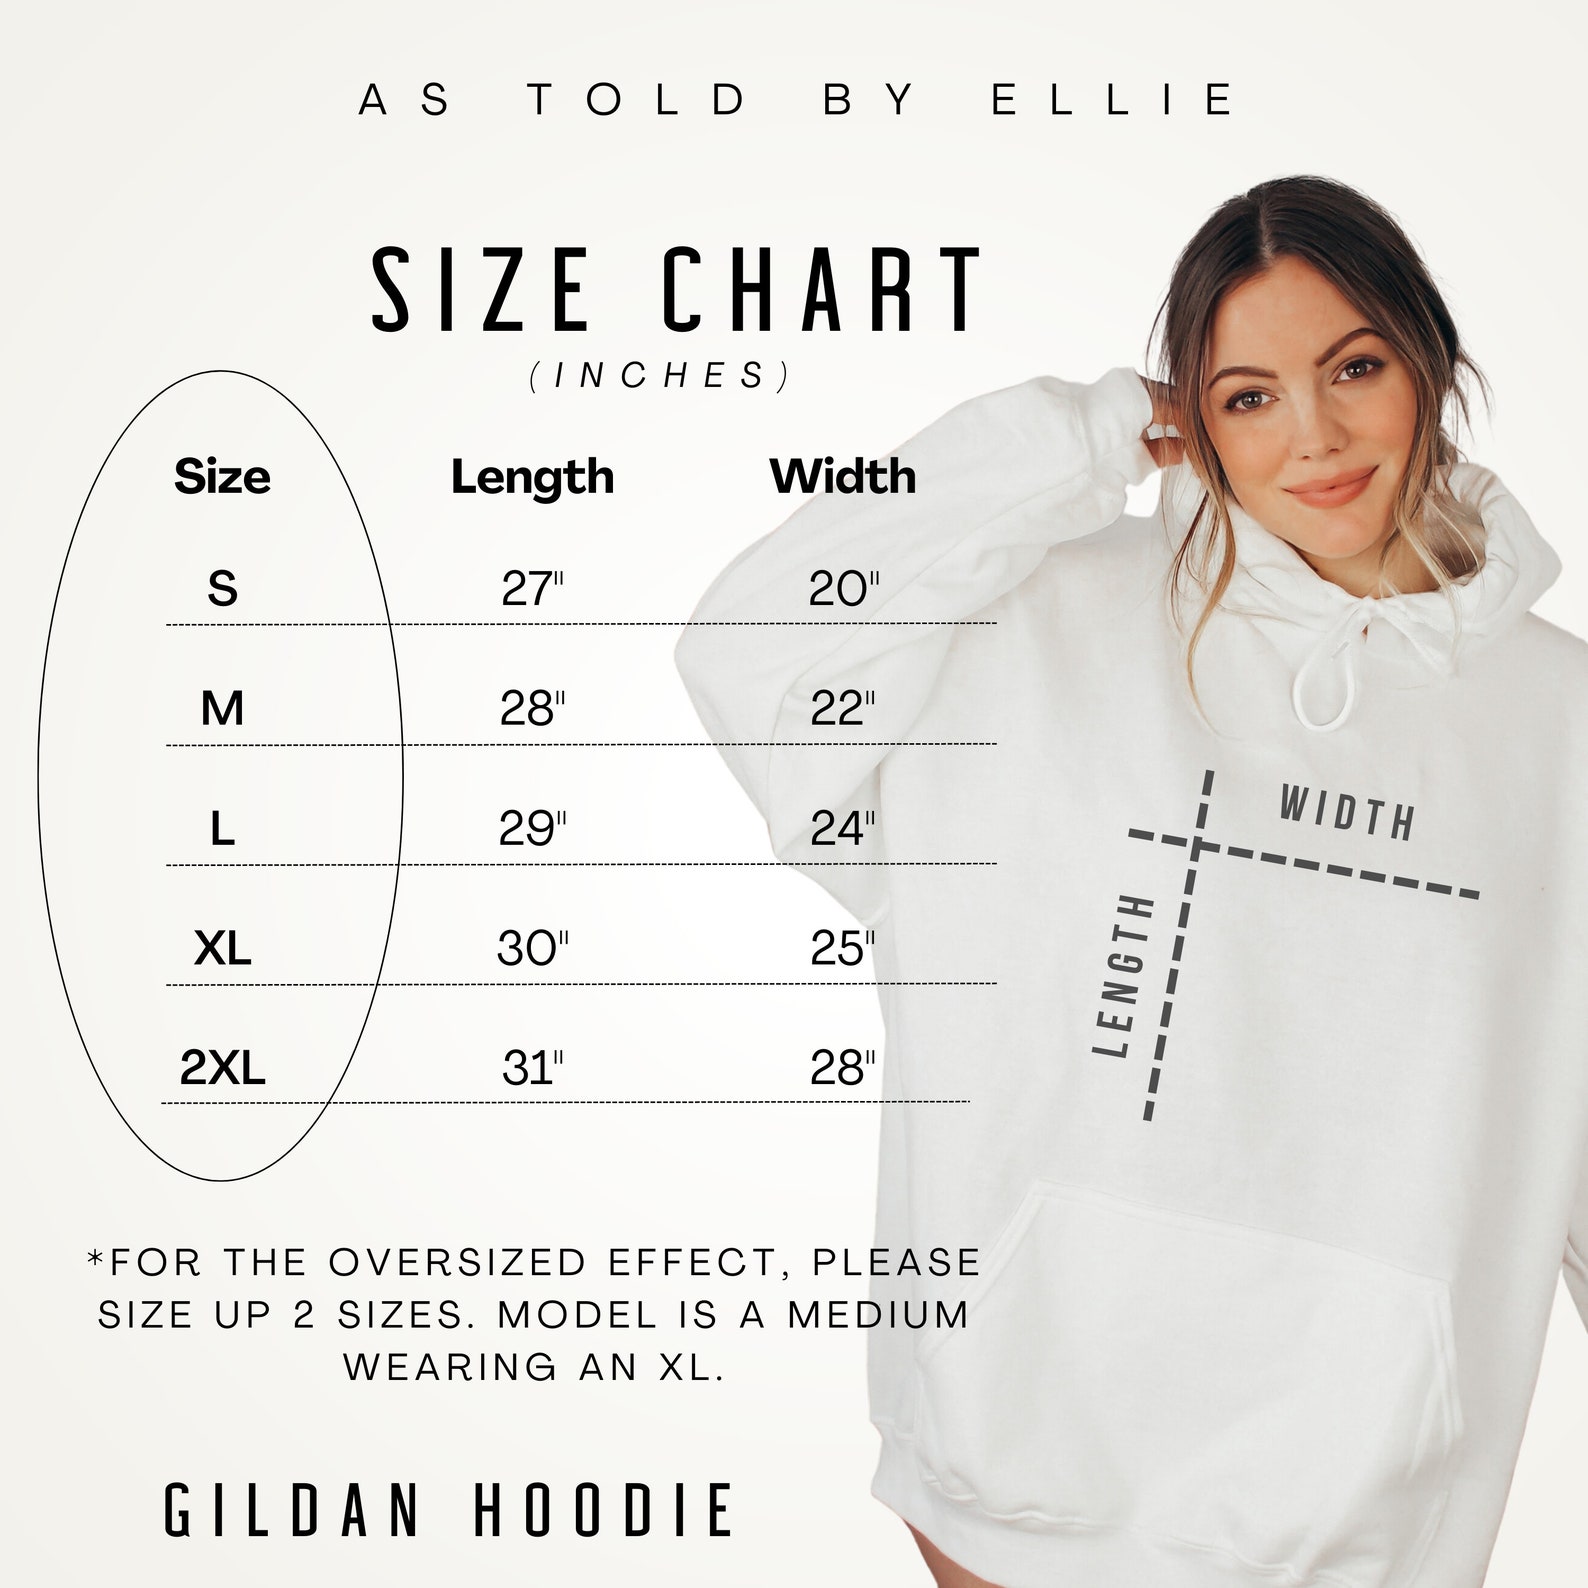 AS TOLD BY ELLIE
SIZE CHART
(INCHES)
Size Length Width
S 27" 20"
M 28" 22"
L 29" 24"
XL 30" 25"
2XL 31" 28"
WIDTH
LENGTH
*FOR THE OVERSIZED EFFECT, PLEASE
SIZE UP 2 SIZES. MODEL IS A MEDIUM
WEARING AN XL.
GILDAN HOODIE